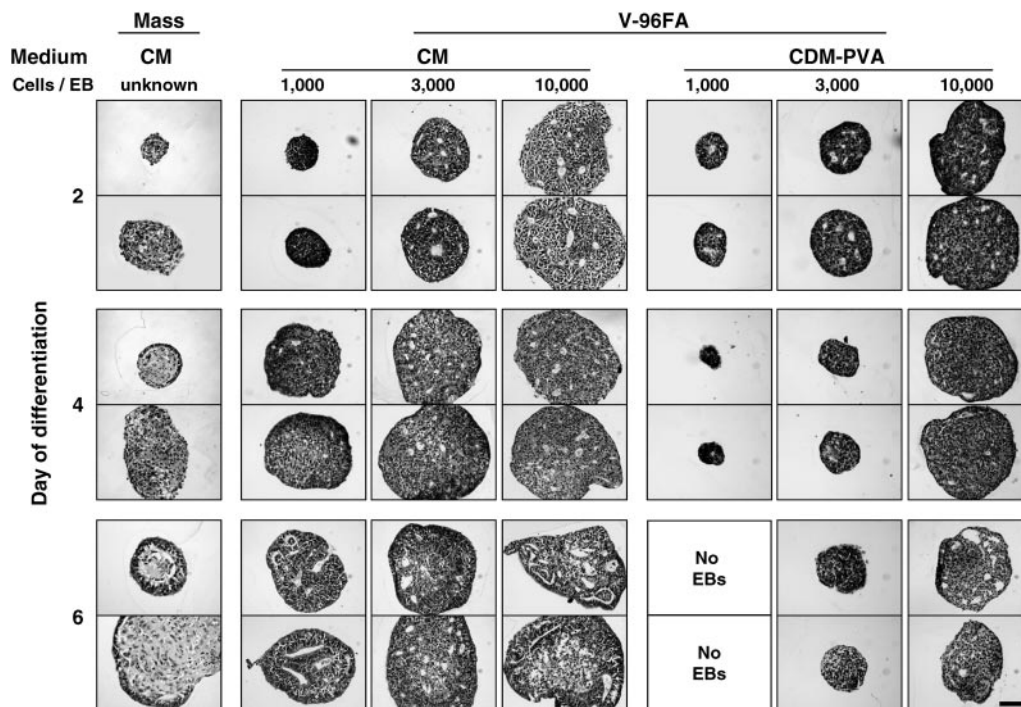 Mass V-96FA
Medium CM CM CDM-PVA
Cells / EB unknown 1,000 3,000 10,000 1,000 3,000 10,000
Day of differentiation
2
4
6
No
EBs
No
EBs